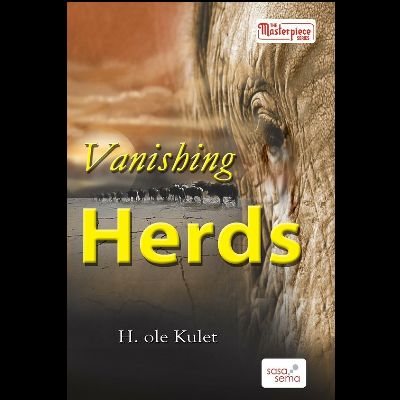 THE
Masterpiece
SERIES
Vanishing
Herds
H. ole Kulet
sasa
sema